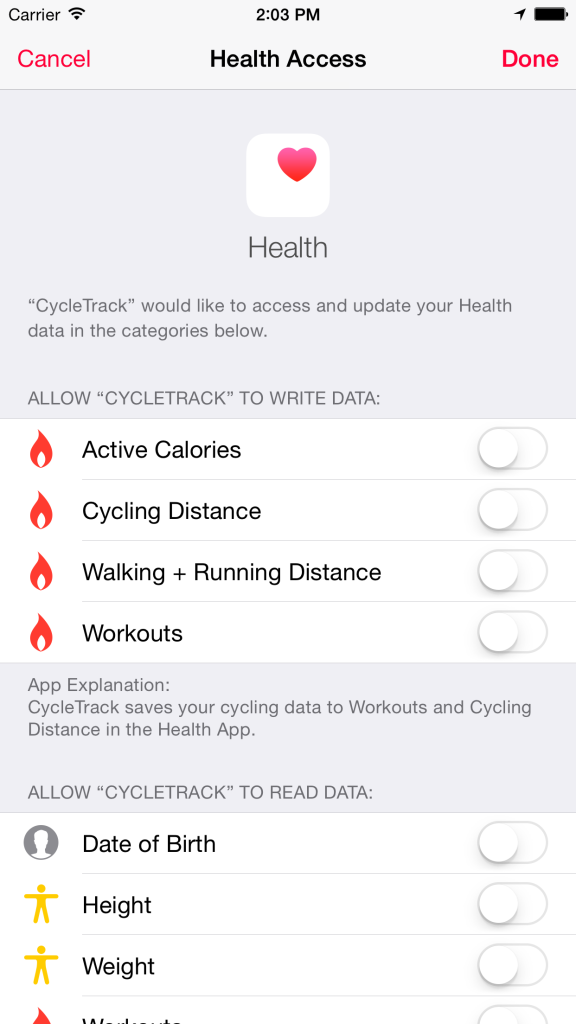 Carrier 2:03 PM
Cancel Health Access Done
Health
“CycleTrack” would like to access and update your Health
data in the categories below.
ALLOW “CYCLETRACK” TO WRITE DATA:
Active Calories
Cycling Distance
Walking + Running Distance
Workouts
App Explanation:
CycleTrack saves your cycling data to Workouts and Cycling
Distance in the Health App.
ALLOW “CYCLETRACK” TO READ DATA:
Date of Birth
Height
Weight
Workouts